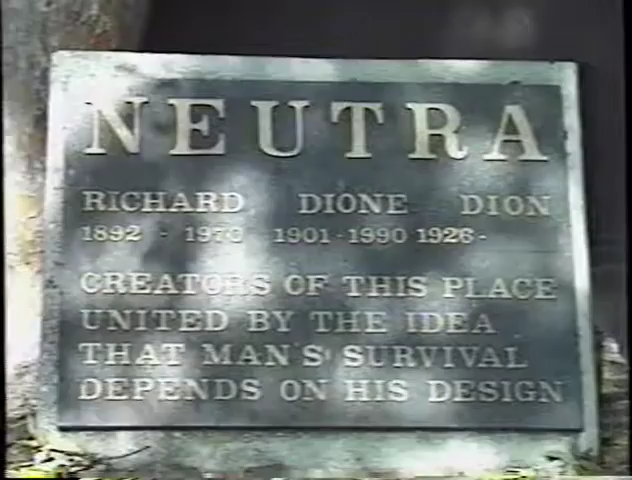 NEUTRA
RICHARD DIONE DION
1892 - 1970 1901-1990 1926-
CREATORS OF THIS PLACE
UNITED BY THE IDEA
THAT MAN'S SURVIVAL
DEPENDS ON HIS DESIGN